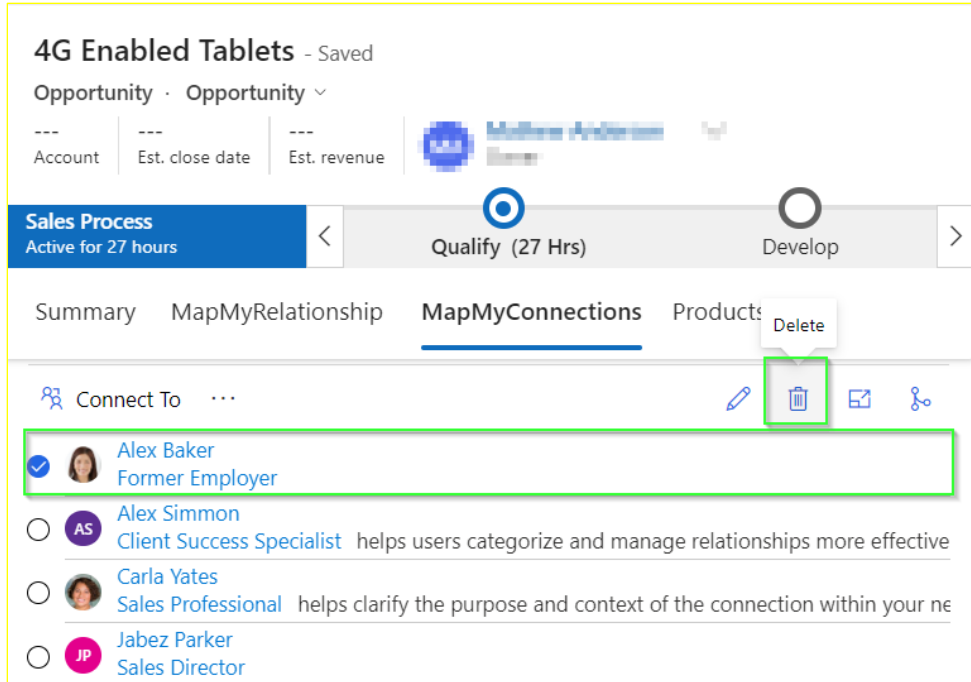 4G Enabled Tablets - Saved
Opportunity · Opportunity
--- --- ---
Account Est. close date Est. revenue
Sales Process
Active for 27 hours
Qualify (27 Hrs) Develop
Summary MapMyRelationship MapMyConnections Products
Delete
Connect To ...
Alex Baker
Former Employer
AS
Alex Simmon
Client Success Specialist helps users categorize and manage relationships more effective
Carla Yates
Sales Professional helps clarify the purpose and context of the connection within your ne
JP
Jabez Parker
Sales Director